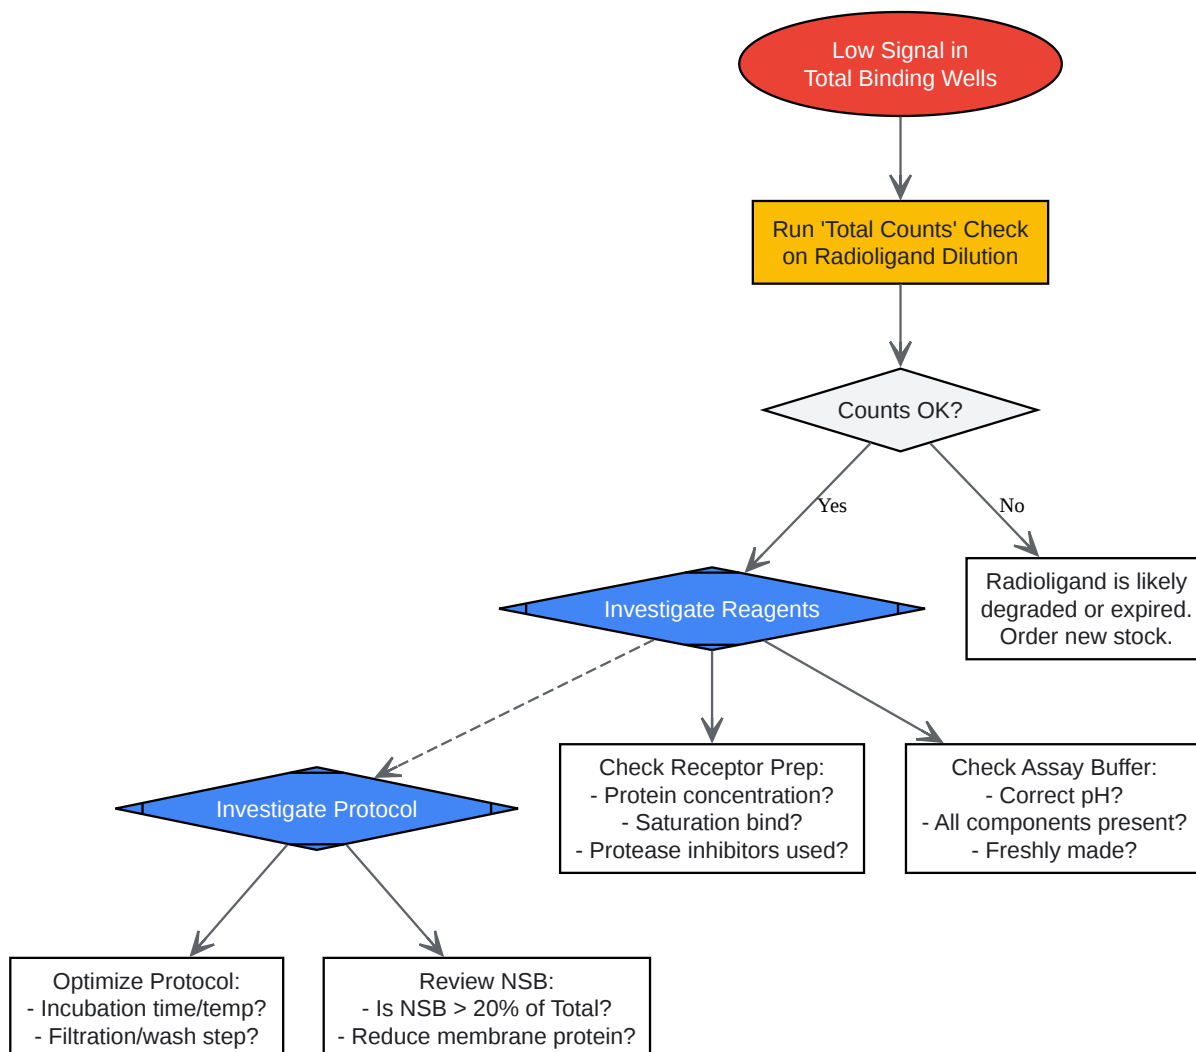 Low Signal in
Total Binding Wells
Run 'Total Counts' Check
on Radioligand Dilution
Counts OK?
Yes
No
Investigate Reagents
Radioligand is likely
degraded or expired.
Order new stock.
Investigate Protocol
Check Receptor Prep:
- Protein concentration?
- Saturation bind?
- Protease inhibitors used?
Check Assay Buffer:
- Correct pH?
- All components present?
- Freshly made?
Optimize Protocol:
- Incubation time/temp?
- Filtration/wash step?
Review NSB:
- Is NSB > 20% of Total?
- Reduce membrane protein?